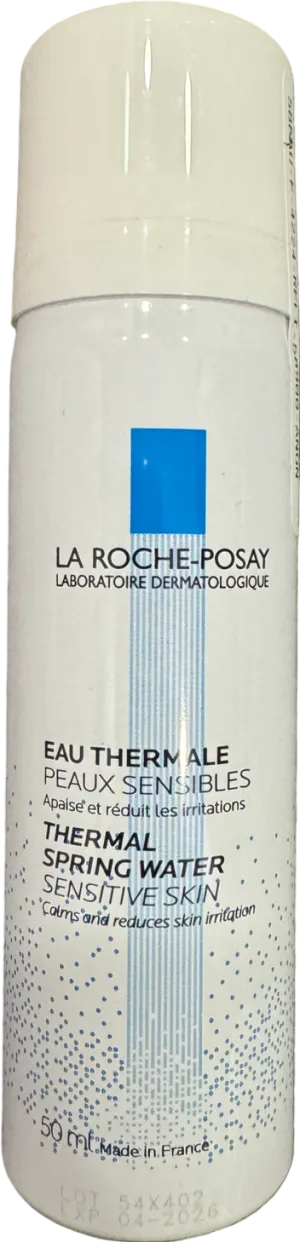 LA ROCHE-POSAY
LABORATOIRE DERMATOLOGIQUE
EAU THERMALE
PEAUX SENSIBLES
Apaise et réduit les irritations
THERMAL
SPRING WATER
SENSITIVE SKIN
Calms and reduces skin irritation
50 ml Made in France
LOT 54X402
EXP 04-2026